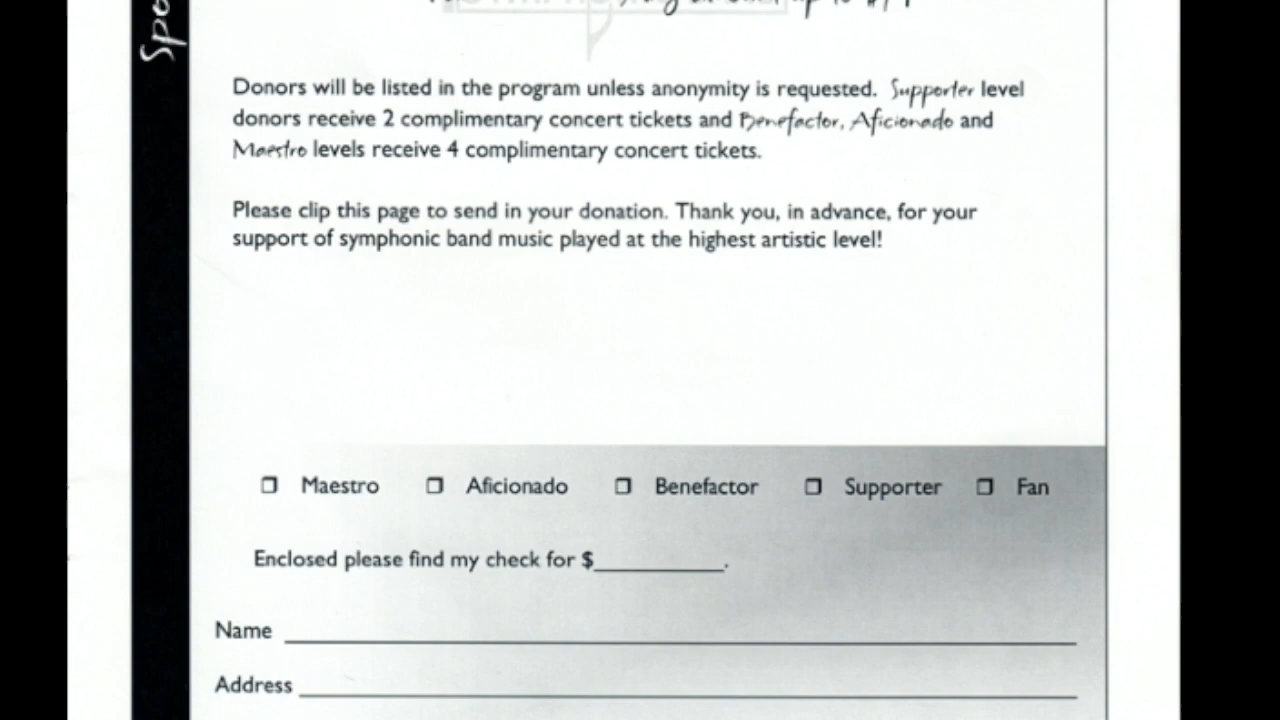 Spo
Donors will be listed in the program unless anonymity is requested. Supporter level
donors receive 2 complimentary concert tickets and Benefactor, Aficionado and
Maestro levels receive 4 complimentary concert tickets.
Please clip this page to send in your donation. Thank you, in advance, for your
support of symphonic band music played at the highest artistic level!
❒ Maestro ❒ Aficionado ❒ Benefactor ❒ Supporter ❒ Fan
Enclosed please find my check for $__________.
Name
Address